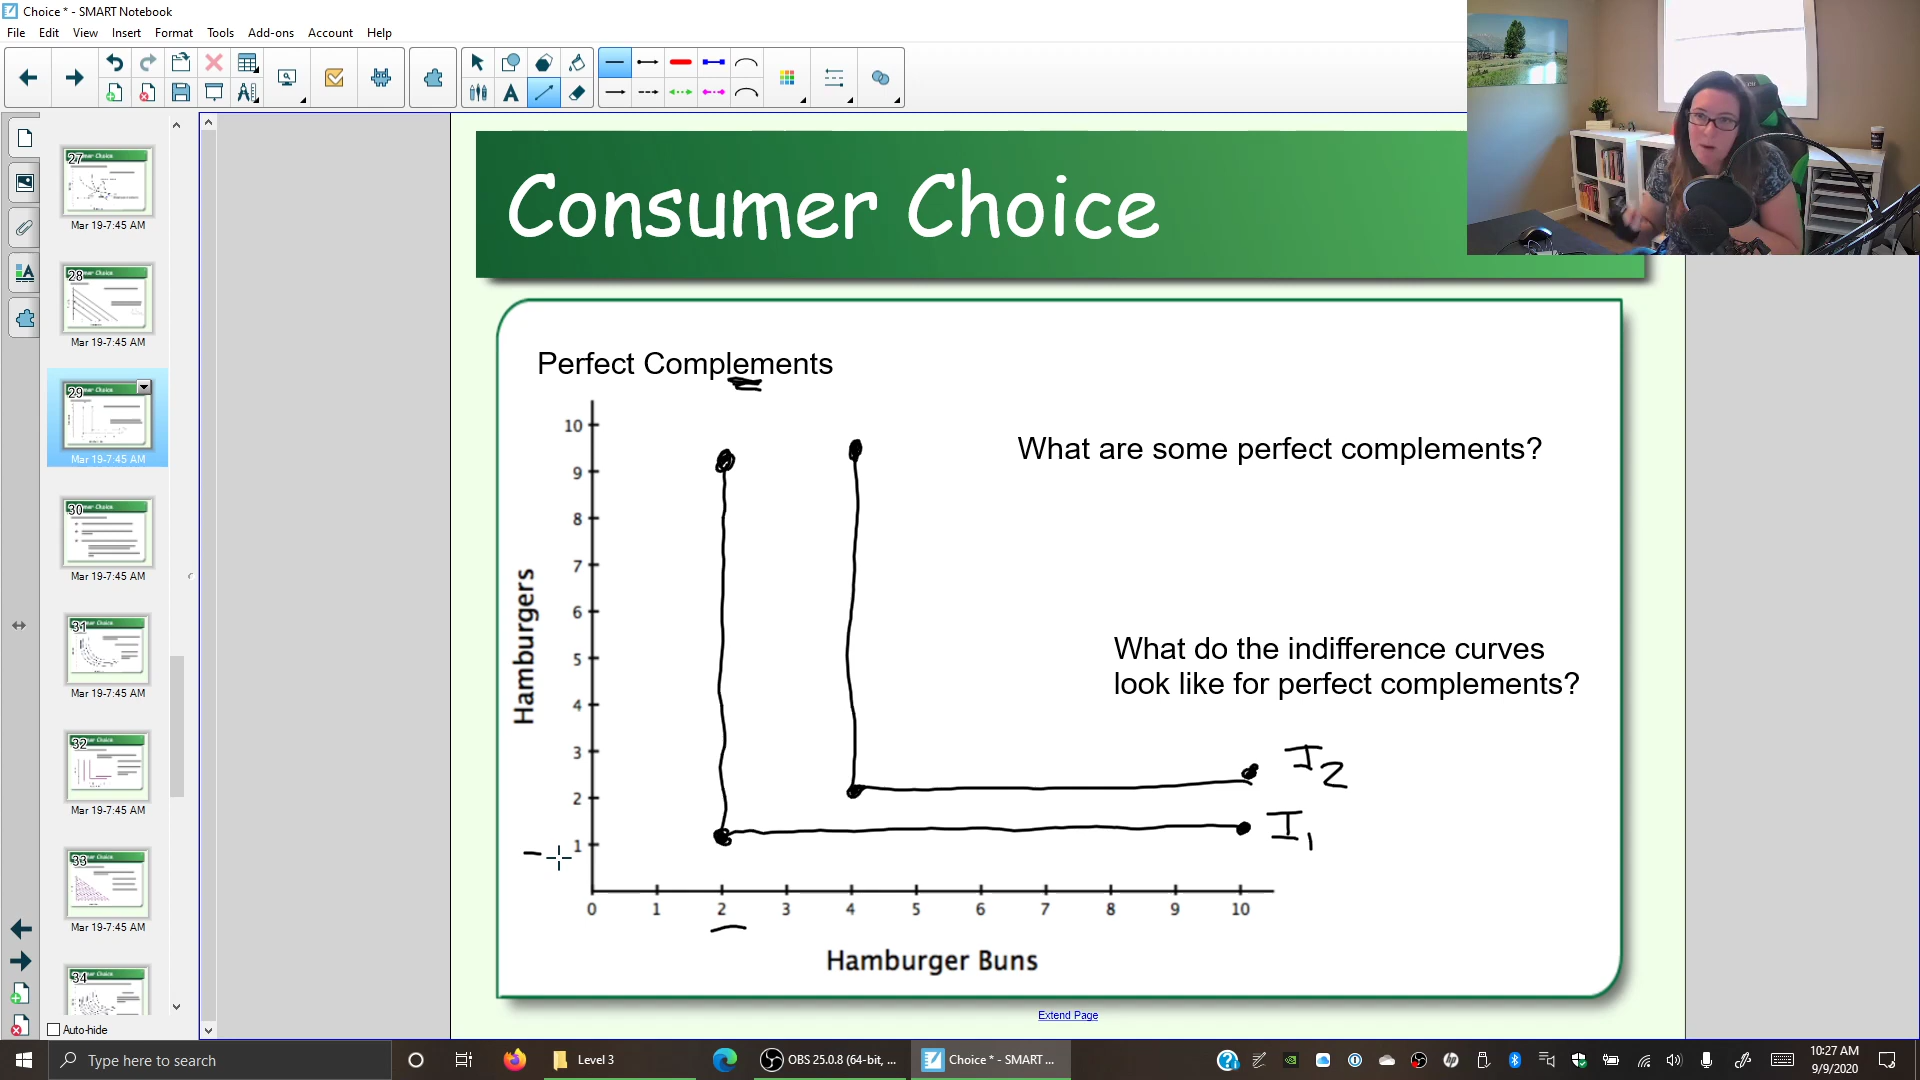 Choice * - SMART Notebook
File Edit View Insert Format Tools Add-ons Account Help
27
Mar 19-7:45 AM
28
Mar 19-7:45 AM
29
Mar 19-7:45 AM
30
Mar 19-7:45 AM
31
Mar 19-7:45 AM
32
Mar 19-7:45 AM
33
Mar 19-7:45 AM
34
Auto-hide
Consumer Choice
Perfect Complements
What are some perfect complements?
What do the indifference curves
look like for perfect complements?
Hamburgers
10
9
8
7
6
5
4
3
2
1
I2
I1
0 1 2 3 4 5 6 7 8 9 10
Hamburger Buns
Extend Page
Type here to search
Level 3
OBS 25.0.8 (64-bit, ...
Choice * - SMART ...
10:27 AM
9/9/2020